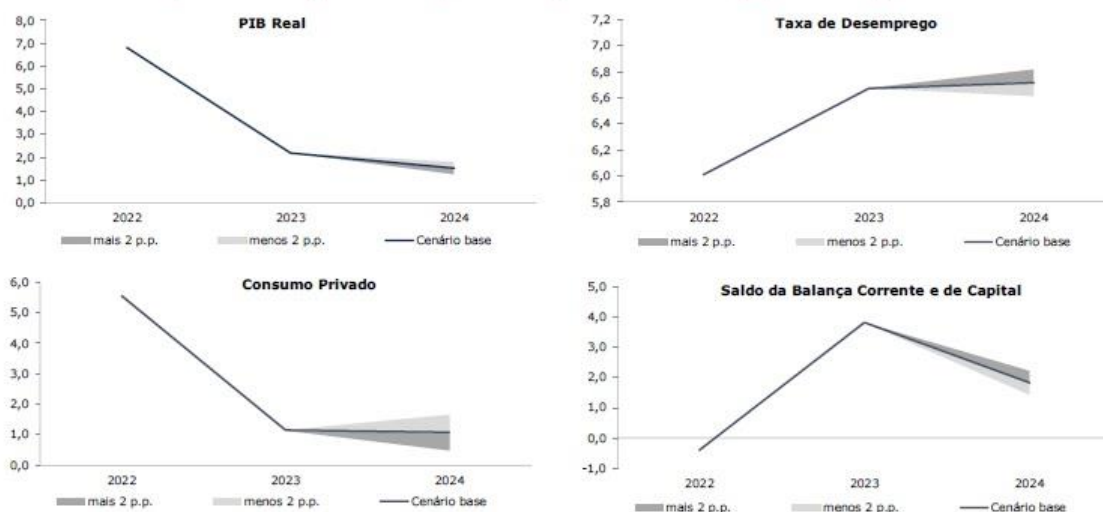 PIB Real
8,0
7,0
6,0
5,0
4,0
3,0
2,0
1,0
0,0
2022 2023 2024
mais 2 p.p. menos 2 p.p. Cenário base
Taxa de Desemprego
7,2
7,0
6,8
6,6
6,4
6,2
6,0
5,8
2022 2023 2024
mais 2 p.p. menos 2 p.p. Cenário base
Consumo Privado
6,0
5,0
4,0
3,0
2,0
1,0
0,0
2022 2023 2024
mais 2 p.p. menos 2 p.p. Cenário base
Saldo da Balança Corrente e de Capital
5,0
4,0
3,0
2,0
1,0
0,0
-1,0
2022 2023 2024
mais 2 p.p. menos 2 p.p. Cenário base